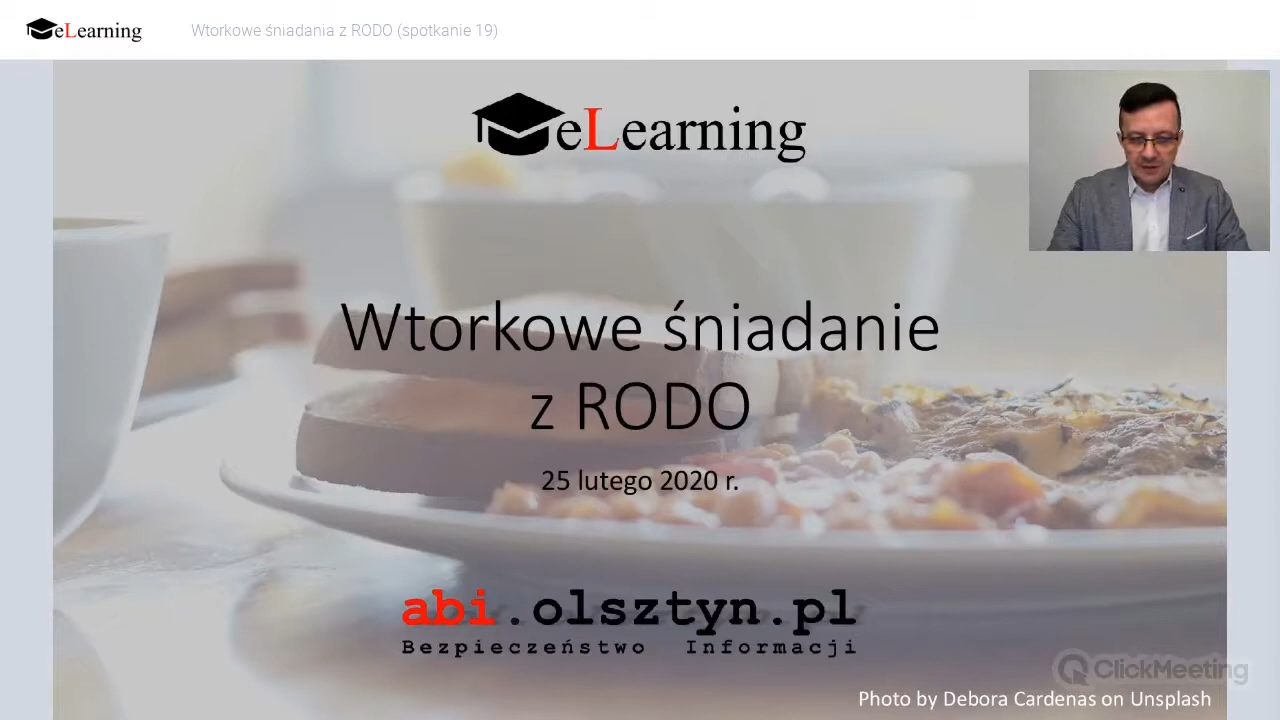 eLearning
Wtorkowe śniadania z RODO (spotkanie 19)
eLearning
Wtorkowe śniadanie
z RODO
25 lutego 2020 r.
abi.olsztyn.pl
Bezpieczeństwo Informacji
ClickMeeting
Photo by Debora Cardenas on Unsplash